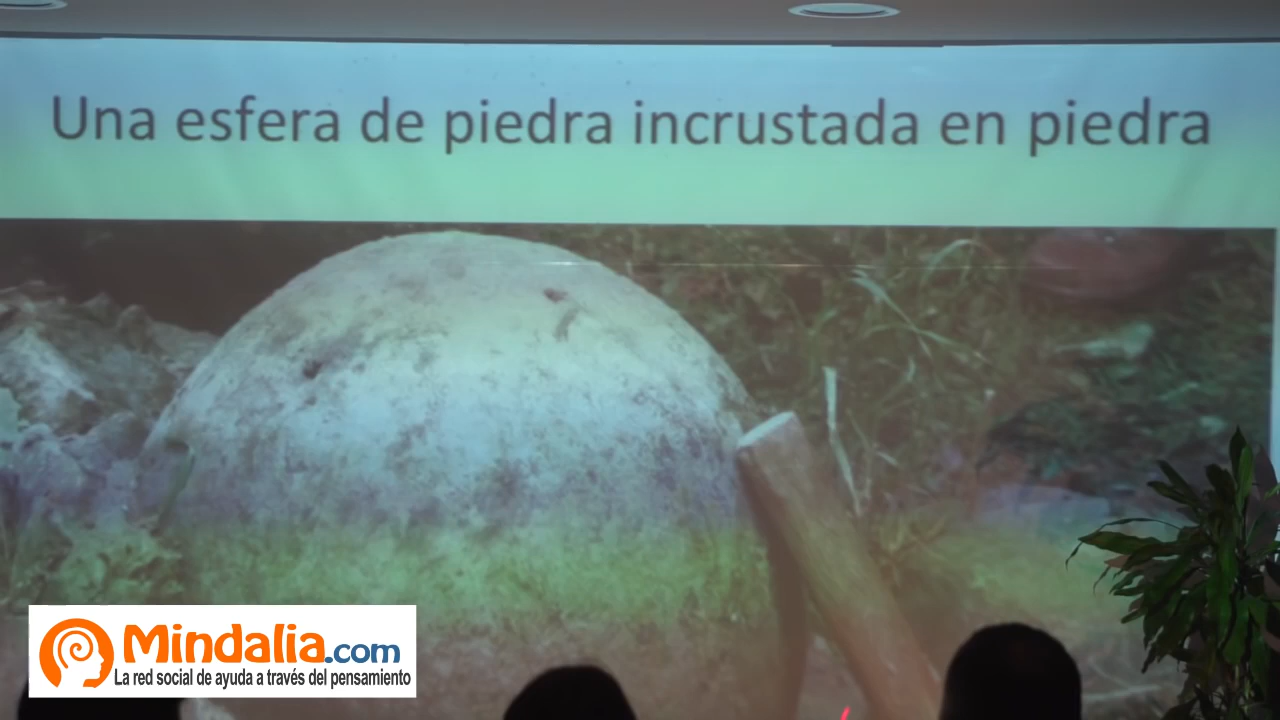 Una esfera de piedra incrustada en piedra
Mindalia.com
La red social de ayuda a través del pensamiento